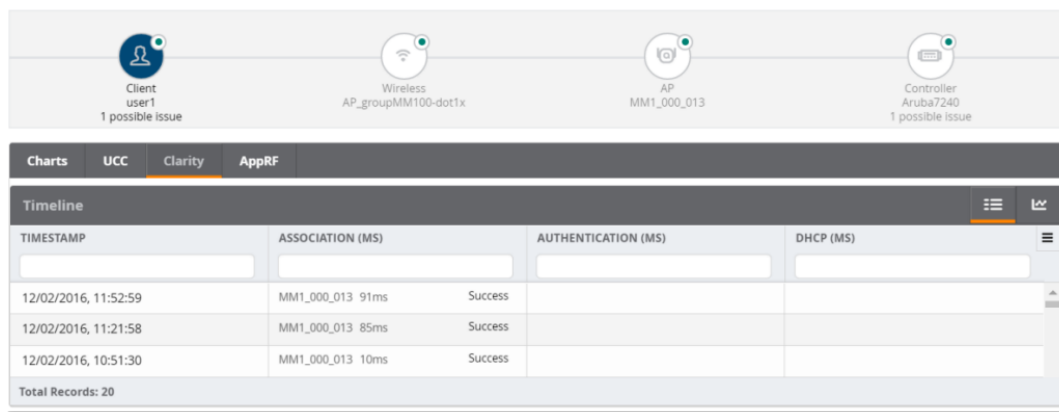 Client
user1
1 possible issue
Wireless
AP_groupMM100-dot1x
AP
MM1_000_013
Controller
Aruba7240
1 possible issue
Charts UCC Clarity AppRF
Timeline
TIMESTAMP ASSOCIATION (MS) AUTHENTICATION (MS) DHCP (MS)
12/02/2016, 11:52:59 MM1_000_013 91ms Success
12/02/2016, 11:21:58 MM1_000_013 85ms Success
12/02/2016, 10:51:30 MM1_000_013 10ms Success
Total Records: 20